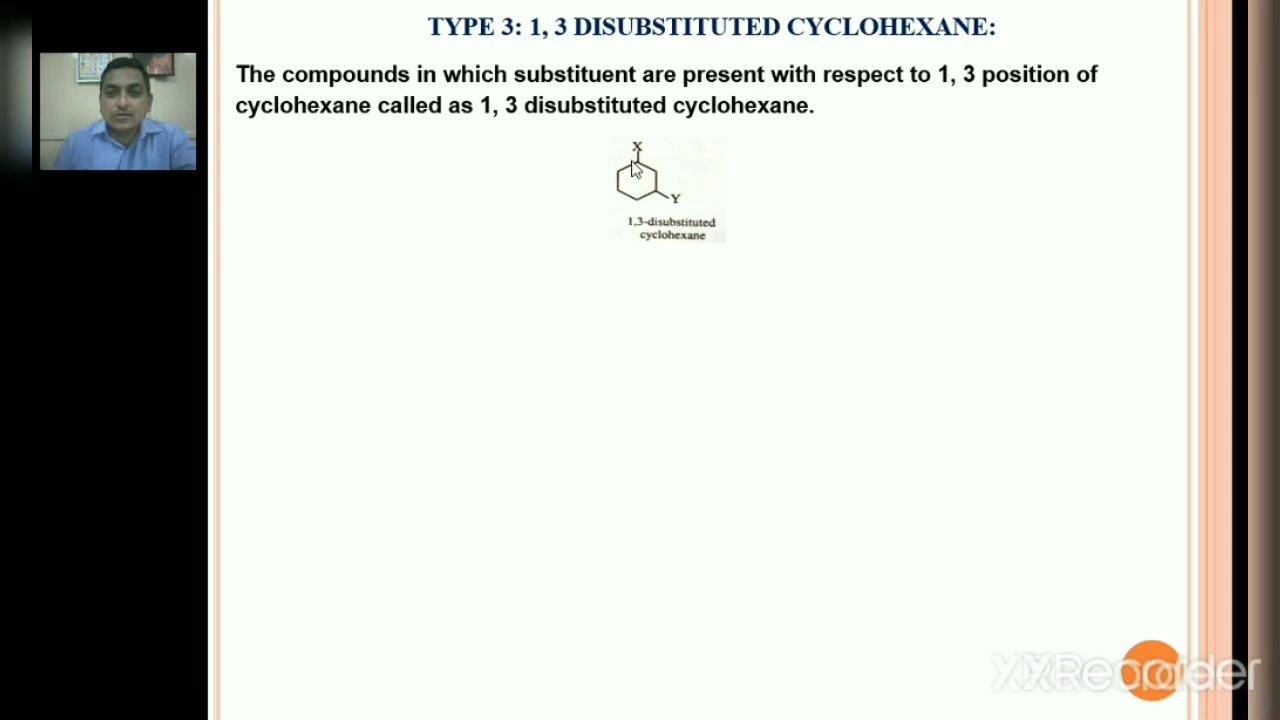 TYPE 3: 1, 3 DISUBSTITUTED CYCLOHEXANE:
The compounds in which substituent are present with respect to 1, 3 position of
cyclohexane called as 1, 3 disubstituted cyclohexane.
X
Y
1,3-disubstituted
cyclohexane
XRecorder